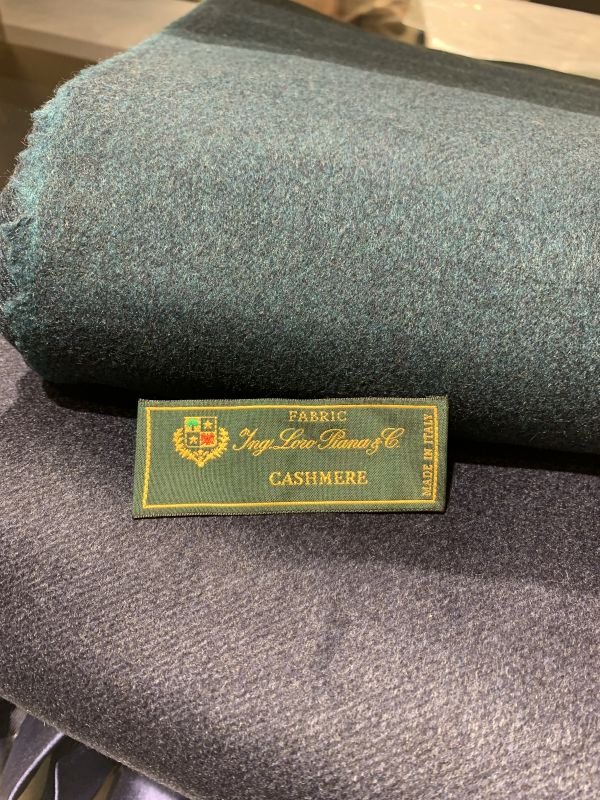 FABRIC
Ing. Loro Piana & C.
CASHMERE
MADE IN ITALY